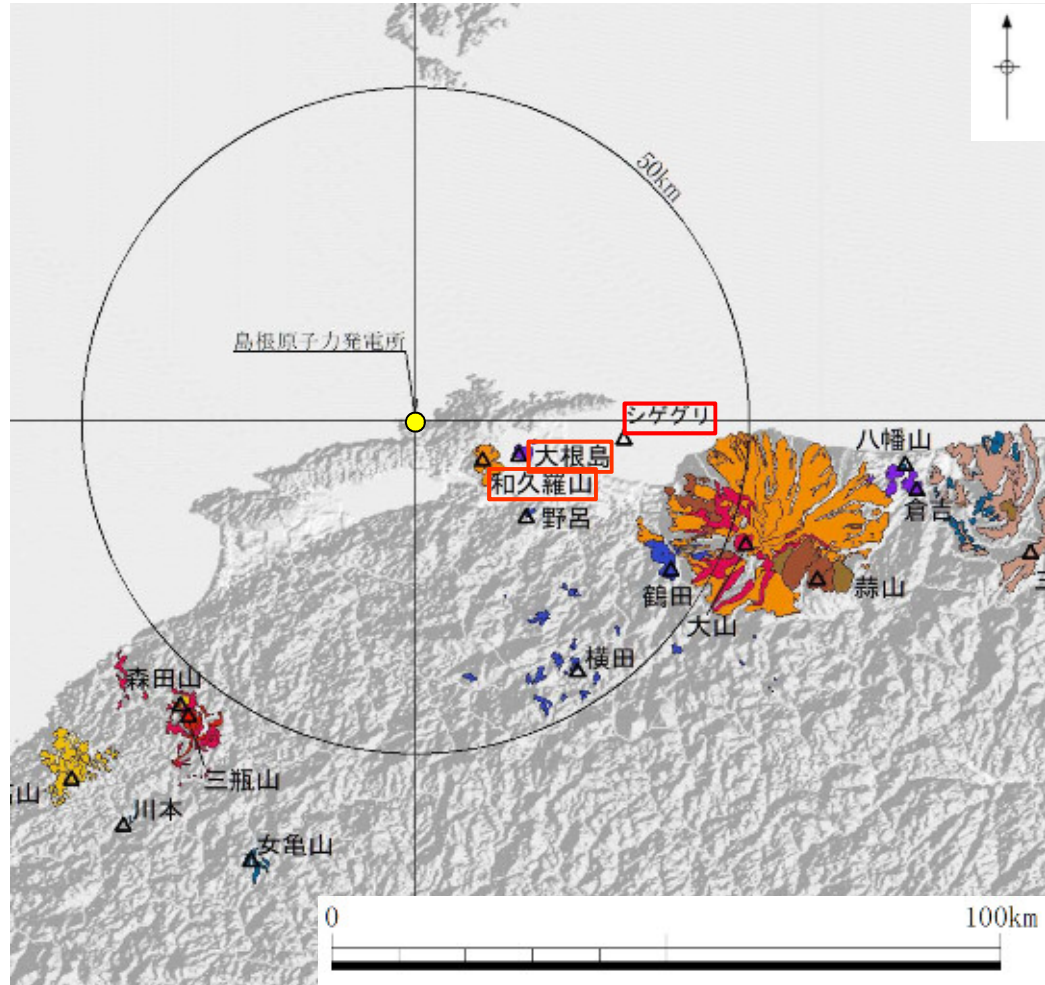 50km
島根原子力発電所
シゲグリ
八幡山
大根島
和久羅山
倉吉
野呂
鶴田
蒜山
大山
横田
森田山
三瓶山
川本
女亀山
0
100km